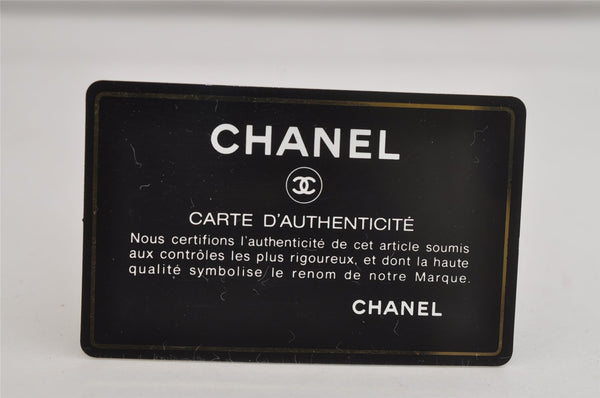 CHANEL
CARTE D'AUTHENTICITÉ
Nous certifions l'authenticité de cet article soumis
aux contrôles les plus rigoureux, et dont la haute
qualité symbolise le renom de notre Marque.
CHANEL